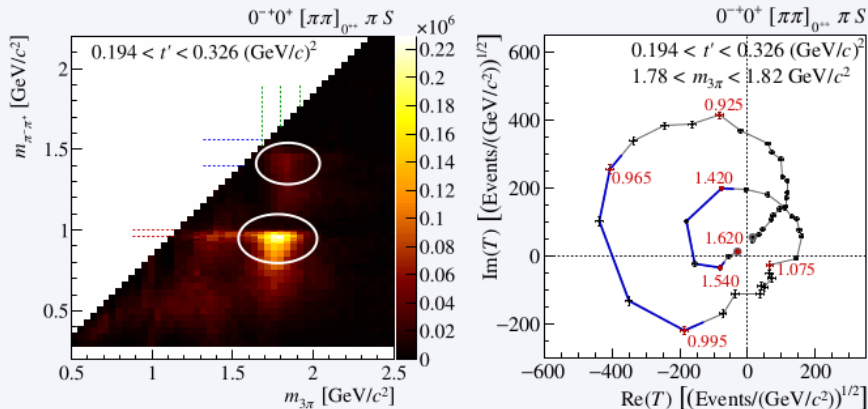 0⁻⁺0⁺ [ππ]₀₊₊ π S
×10⁶
0.194 < t′ < 0.326 (GeV/c)²
m_π⁻π⁺ [GeV/c²]
2
1.5
1
0.5
0.5 1 1.5 2 2.5
m_3π [GeV/c²]
0.22
0.2
0.18
0.16
0.14
0.12
0.1
0.08
0.06
0.04
0.02
0
0⁻⁺0⁺ [ππ]₀₊₊ π S
0.194 < t′ < 0.326 (GeV/c)²
1.78 < m_3π < 1.82 GeV/c²
Im(T) [(Events/(GeV/c²))^1/2]
600
400
200
0
−200
0.925
0.965
1.420
1.620
1.540
1.075
0.995
−600 −400 −200 0 200
Re(T) [(Events/(GeV/c²))^1/2]